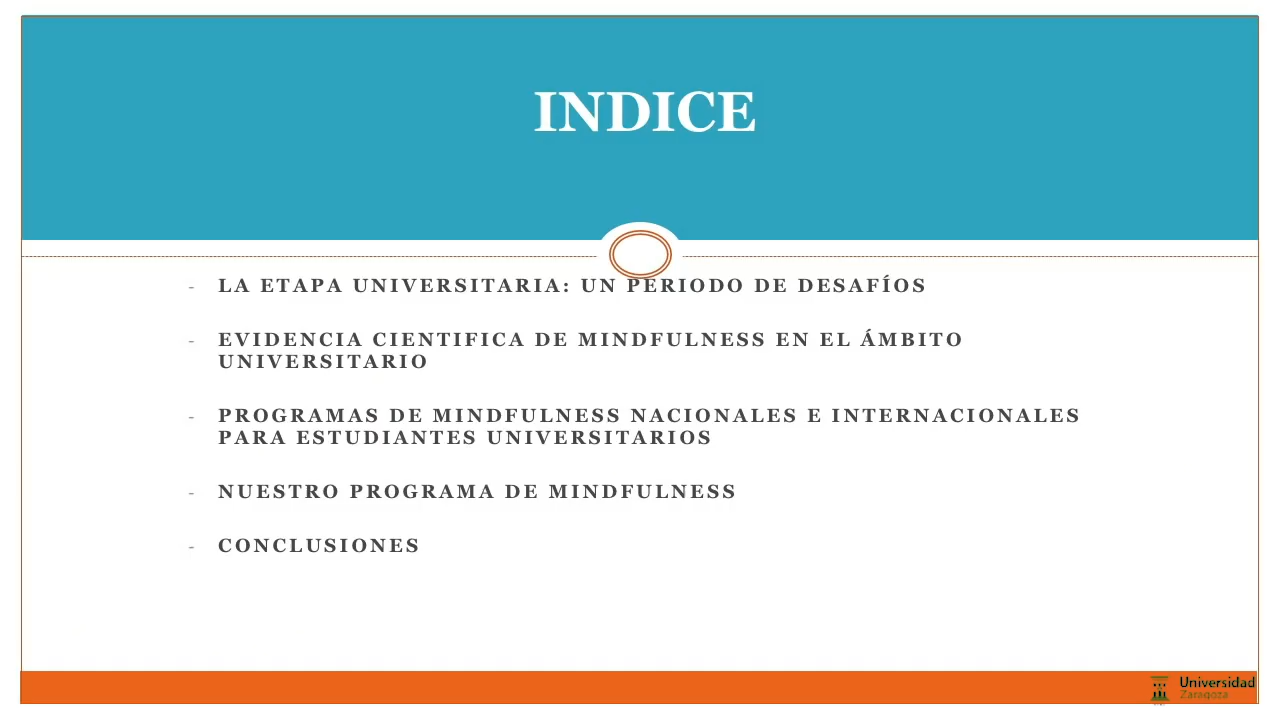 INDICE
- LA ETAPA UNIVERSITARIA: UN PERIODO DE DESAFÍOS
- EVIDENCIA CIENTIFICA DE MINDFULNESS EN EL ÁMBITO
UNIVERSITARIO
- PROGRAMAS DE MINDFULNESS NACIONALES E INTERNACIONALES
PARA ESTUDIANTES UNIVERSITARIOS
- NUESTRO PROGRAMA DE MINDFULNESS
- CONCLUSIONES
Universidad
Zaragoza